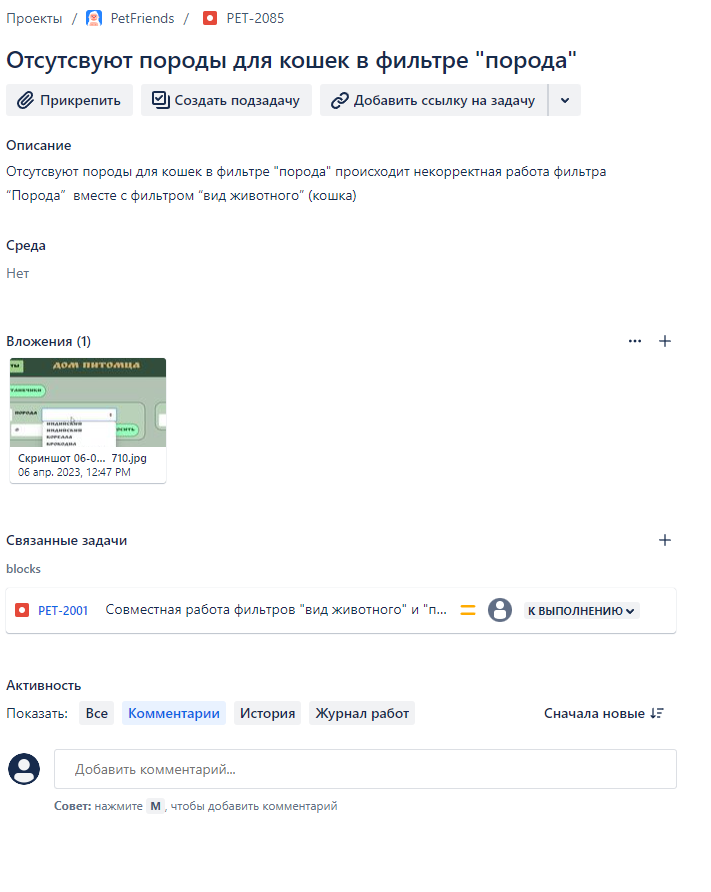 Проекты / PetFriends / PET-2085
Отсутсвуют породы для кошек в фильтре "порода"
Прикрепить Создать подзадачу Добавить ссылку на задачу
Описание
Отсутсвуют породы для кошек в фильтре "порода" происходит некорректная работа фильтра
“Порода” вместе с фильтром “вид животного” (кошка)
Среда
Нет
Вложения (1)
ДОМ ПИТОМЦА
ПОРОДА
Скриншот 06-0... 710.jpg
06 апр. 2023, 12:47 PM
Связанные задачи
blocks
PET-2001 Совместная работа фильтров "вид животного" и "п... К ВЫПОЛНЕНИЮ
Активность
Показать: Все Комментарии История Журнал работ Сначала новые
Добавить комментарий...
Совет: нажмите M , чтобы добавить комментарий